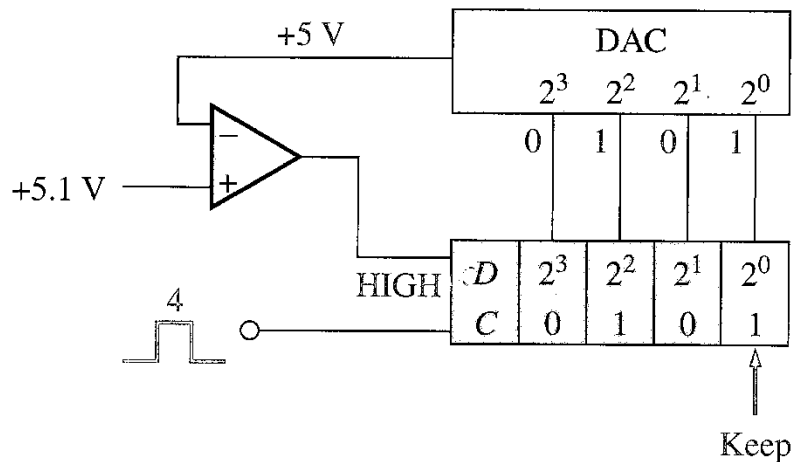 +5 V
DAC
2³ 2² 2¹ 2⁰
0 1 0 1
−
+
+5.1 V
HIGH
D 2³ 2² 2¹ 2⁰
C 0 1 0 1
4
Keep